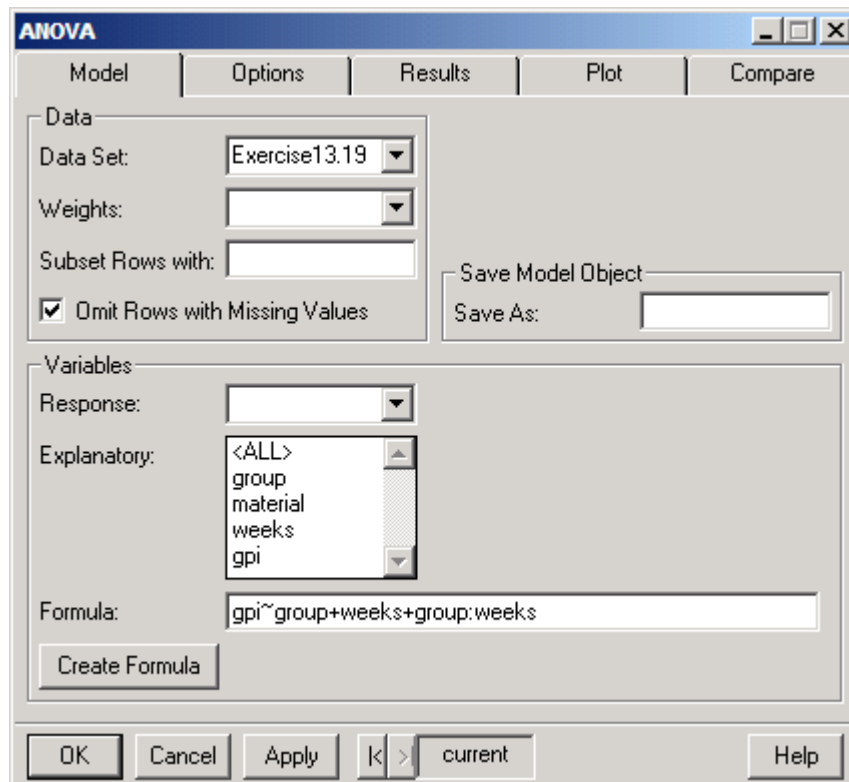 ANOVA
Model Options Results Plot Compare
Data
Data Set: Exercise13.19
Weights:
Subset Rows with:
Omit Rows with Missing Values
Save Model Object
Save As:
Variables
Response:
Explanatory: <ALL>
group
material
weeks
gpi
Formula: gpi~group+weeks+group:weeks
Create Formula
OK Cancel Apply |< >| current Help